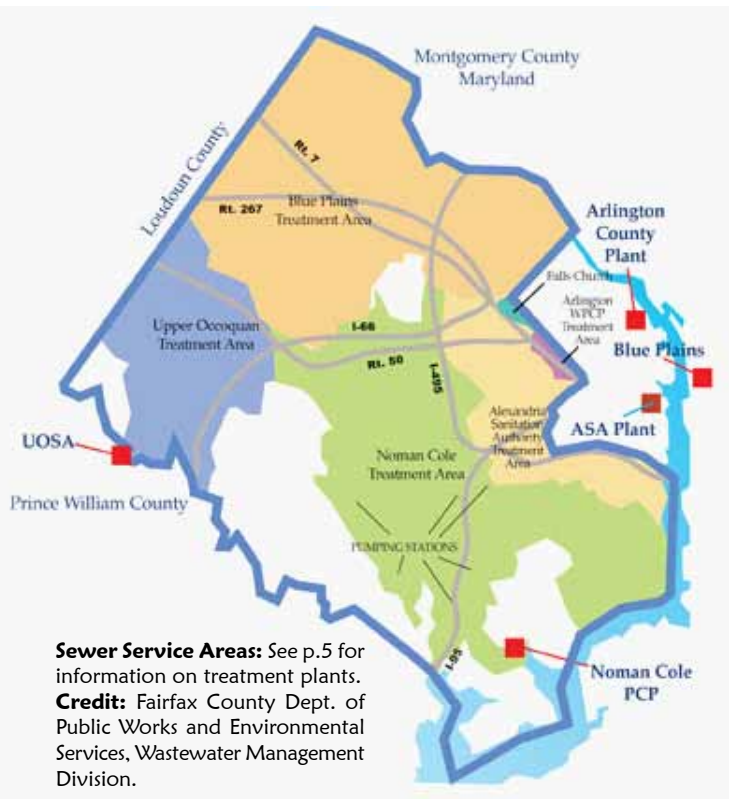 Montgomery County
Maryland
Loudoun County
Rt. 7
Rt. 267
Blue Plains
Treatment Area
Arlington
County
Plant
Falls Church
Arlington
WPCP
Treatment
Area
Blue Plains
Upper Occoquan
Treatment Area
I-66
Rt. 50
I-495
ASA Plant
Alexandria
Sanitation
Authority
Treatment
Area
UOSA
Noman Cole
Treatment Area
Prince William County
PUMPING STATIONS
I-95
Noman Cole
PCP
Sewer Service Areas: See p.5 for
information on treatment plants.
Credit: Fairfax County Dept. of
Public Works and Environmental
Services, Wastewater Management
Division.